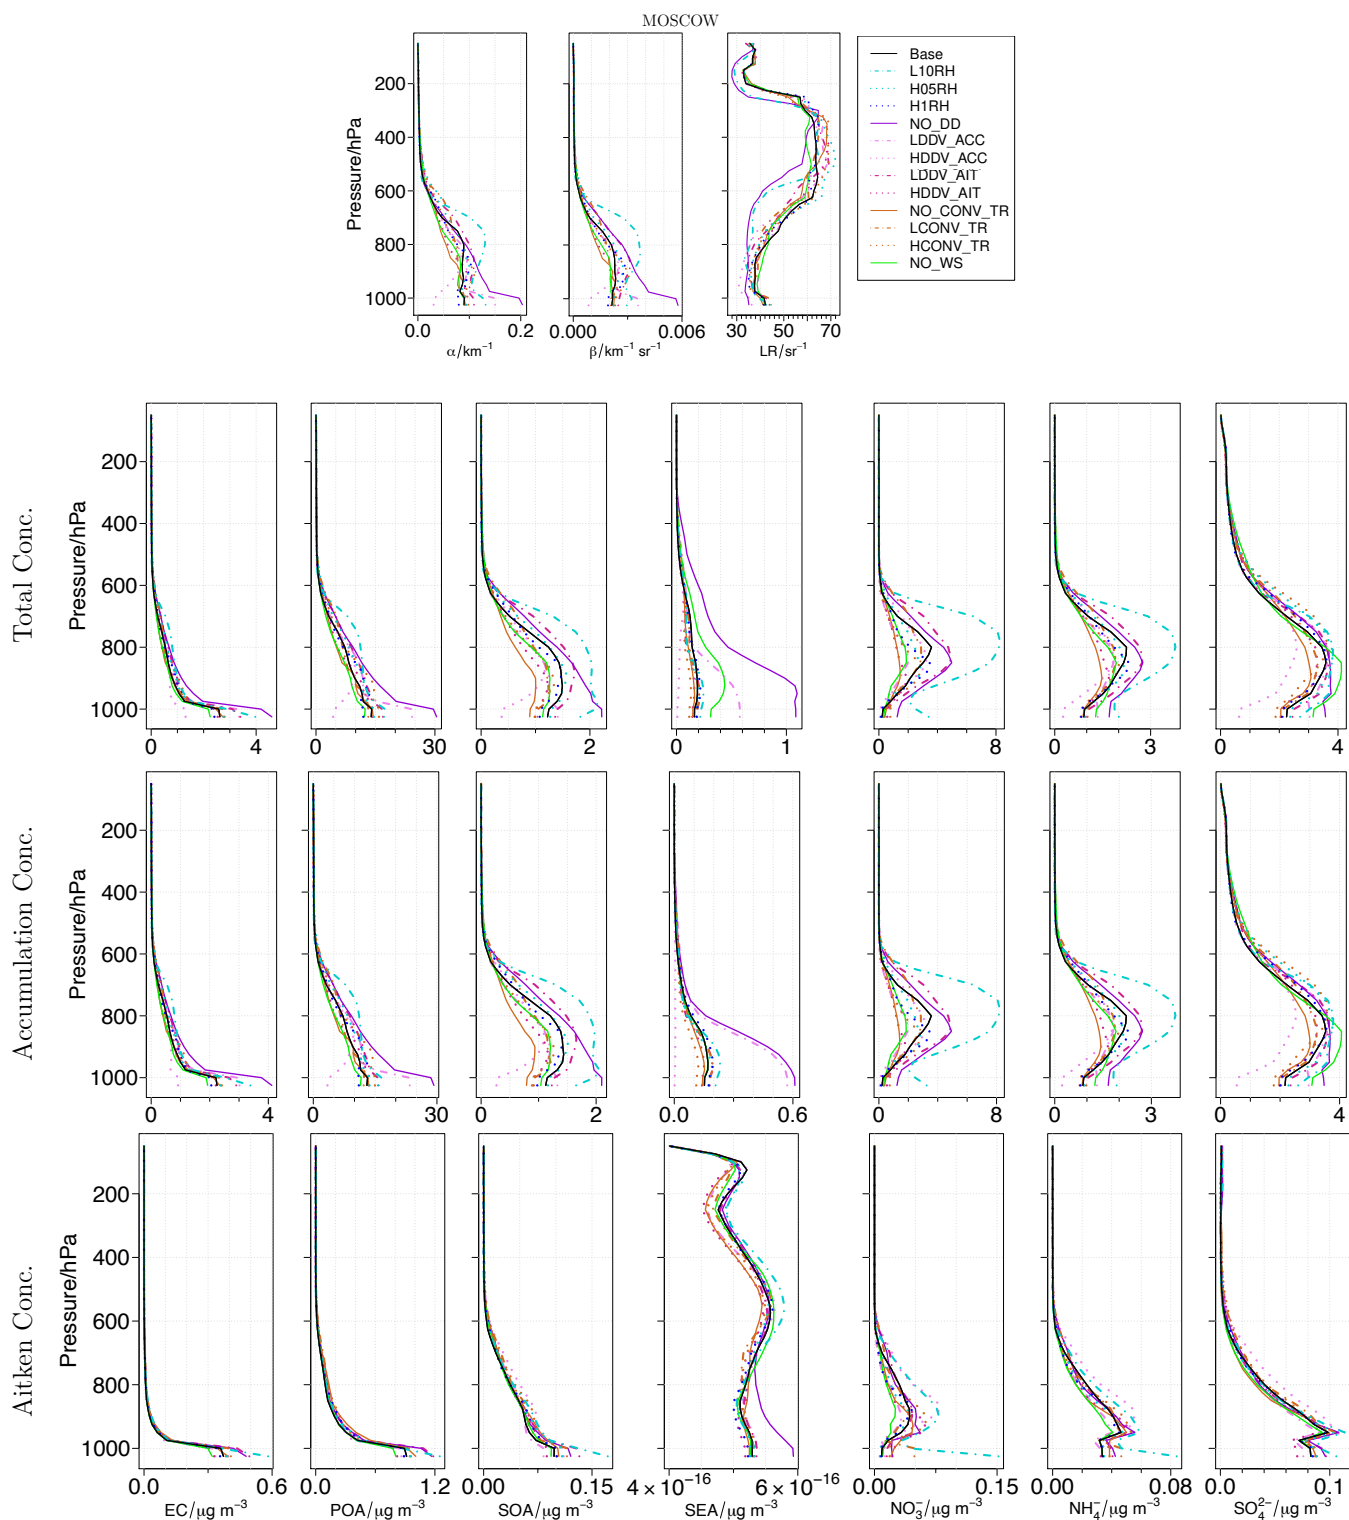 MOSCOW
Pressure/hPa
200
400
600
800
1000
0.0 0.2
α/km⁻¹
0.000 0.006
β/km⁻¹ sr⁻¹
30 50 70
LR/sr⁻¹
Base
L10RH
H05RH
H1RH
NO_DD
LDDV_ACC
HDDV_ACC
LDDV_AIT
HDDV_AIT
NO_CONV_TR
LCONV_TR
HCONV_TR
NO_WS
Total Conc.
Pressure/hPa
200
400
600
800
1000
0 4 0 30 0 2 0 1 0 8 0 3 0 4
Accumulation Conc.
Pressure/hPa
200
400
600
800
1000
0 4 0 30 0 2 0.0 0.6 0 8 0 3 0 4
Aitken Conc.
Pressure/hPa
200
400
600
800
1000
0.0 0.6 0.0 1.2 0.00 0.15 4×10⁻¹⁶ 6×10⁻¹⁶ 0.00 0.15 0.00 0.08 0.0 0.1
EC/μg m⁻³ POA/μg m⁻³ SOA/μg m⁻³ SEA/μg m⁻³ NO₃⁻/μg m⁻³ NH₄⁻/μg m⁻³ SO₄²⁻/μg m⁻³